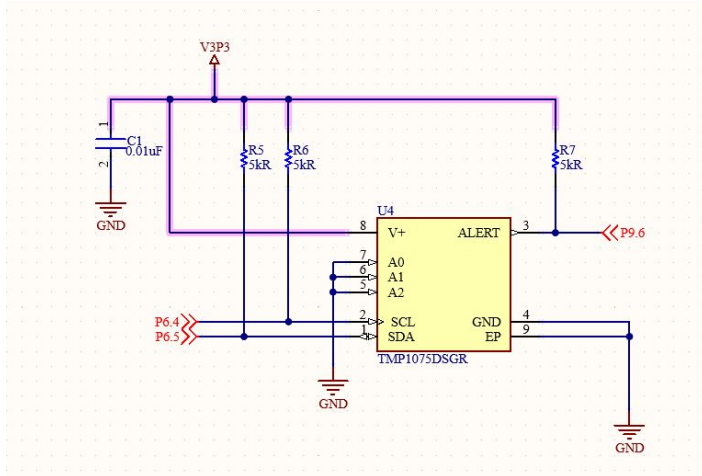 V3P3
1
C1
0.01uF
2
GND
R5
5kR
R6
5kR
R7
5kR
U4
8
V+
ALERT
3
P9.6
7
A0
6
A1
5
A2
P6.4
2
SCL
GND
4
P6.5
1
SDA
EP
9
TMP1075DSGR
GND
GND